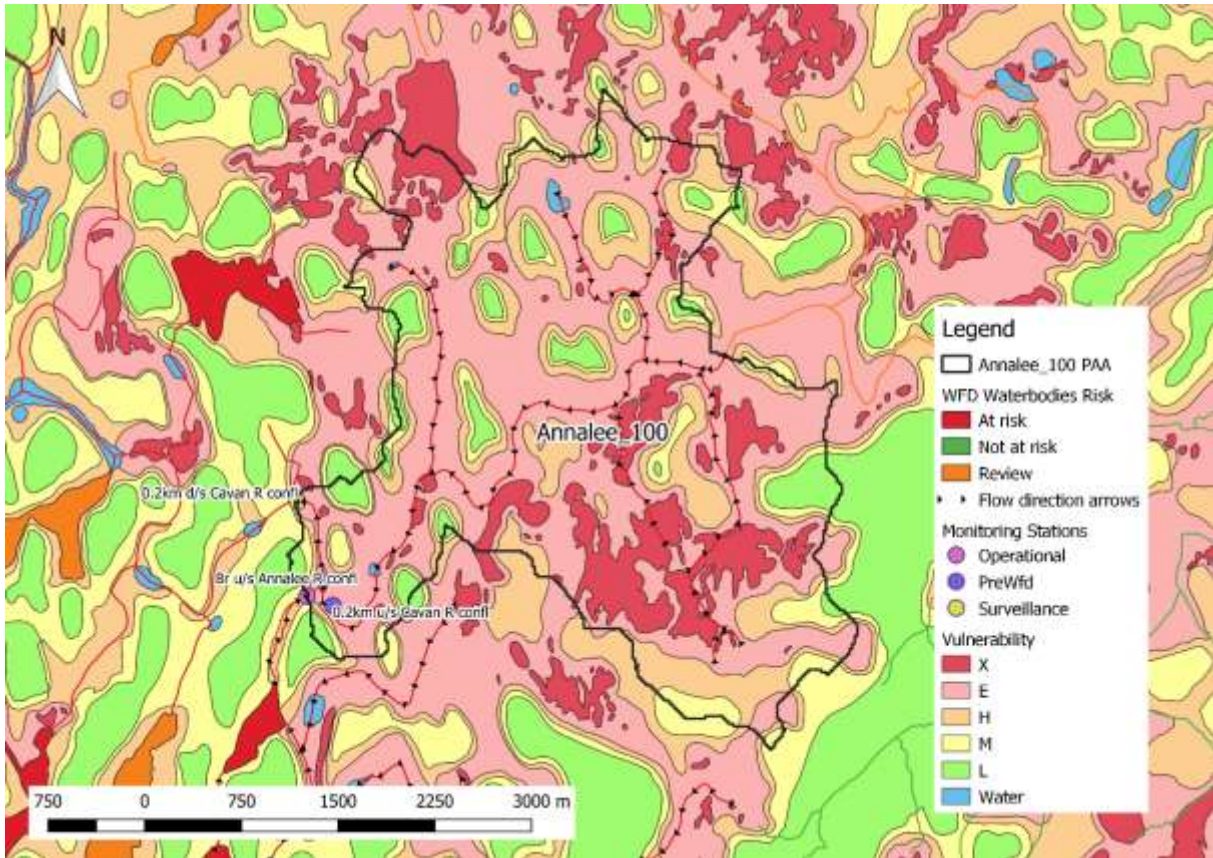 N
Annalee_100
0.2km d/s Cavan R confl
Br u/s Annalee R confl
0.2km u/s Cavan R confl
Legend
Annalee_100 PAA
WFD Waterbodies Risk
At risk
Not at risk
Review
Flow direction arrows
Monitoring Stations
Operational
PreWfd
Surveillance
Vulnerability
X
E
H
M
L
Water
750 0 750 1500 2250 3000 m